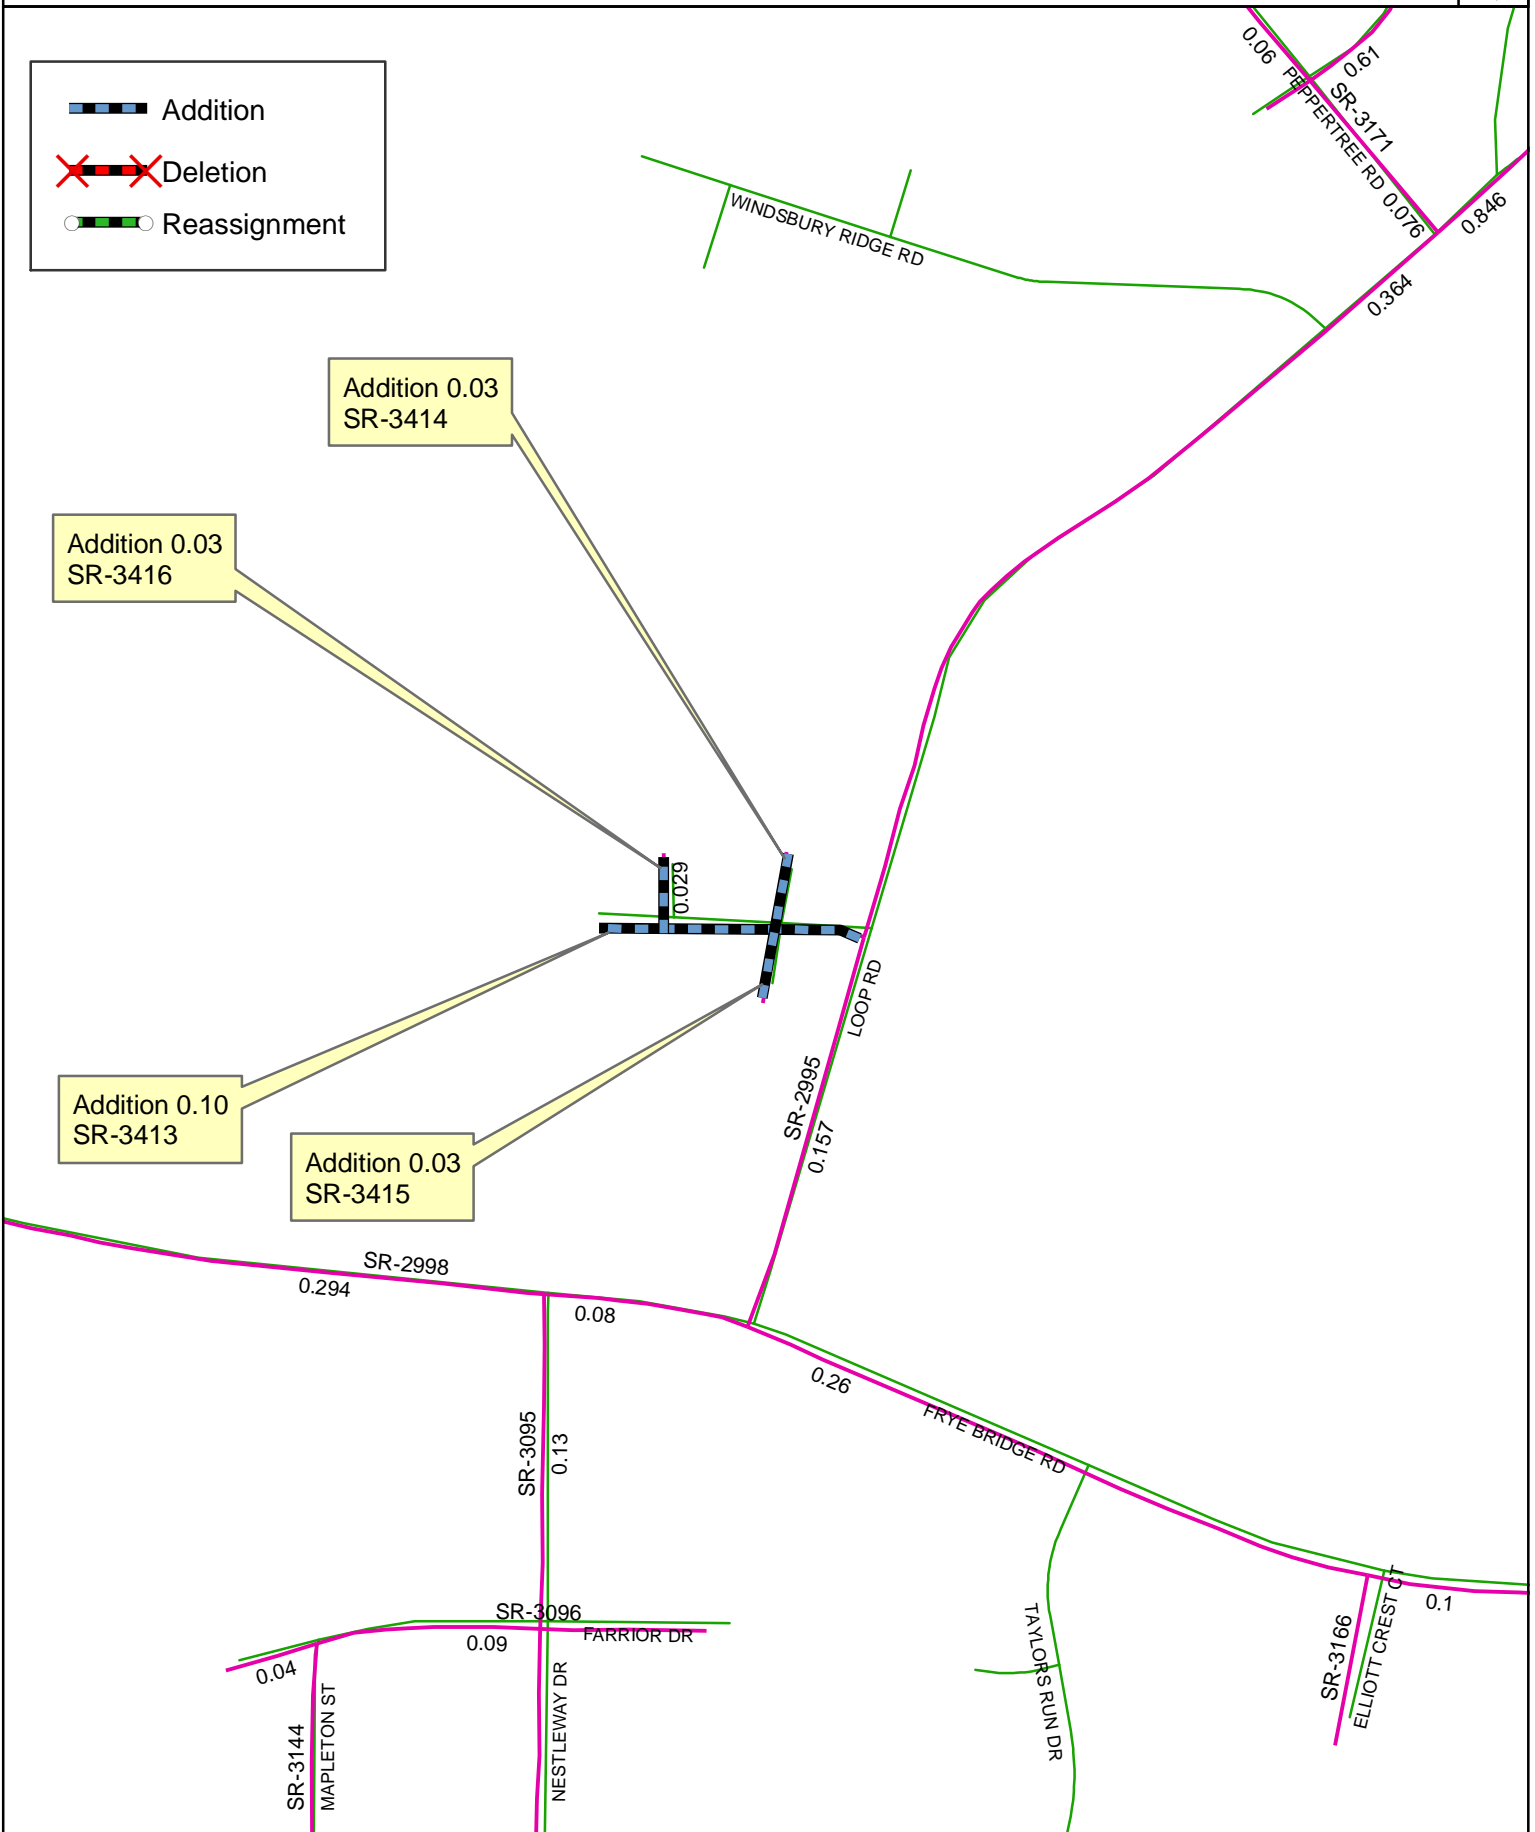 Addition
Deletion
Reassignment
0.06
PEPPERTREE RD
0.61
SR-3171
0.076
0.846
0.364
WINDSBURY RIDGE RD
Addition 0.03
SR-3414
Addition 0.03
SR-3416
0.029
LOOP RD
SR-2995
0.157
Addition 0.10
SR-3413
Addition 0.03
SR-3415
SR-2998
0.294
0.08
0.26
FRYE BRIDGE RD
SR-3095
0.13
SR-3096
0.09
FARRIOR DR
0.04
SR-3144
MAPLETON ST
NESTLEWAY DR
TAYLORS RUN DR
SR-3166
ELLIOTT CREST CT
0.1